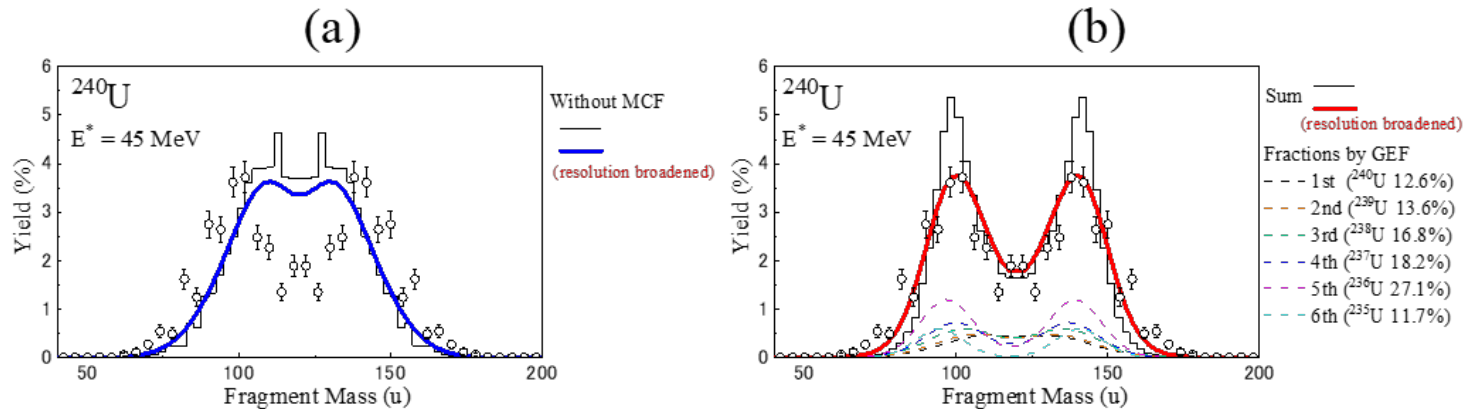 (a)
6
5
4
3
2
1
0
Yield (%)
²⁴⁰U
E* = 45 MeV
50
100
150
200
Fragment Mass (u)
Without MCF
(resolution broadened)
(b)
6
5
4
3
2
1
0
Yield (%)
²⁴⁰U
E* = 45 MeV
50
100
150
200
Fragment Mass (u)
Sum
(resolution broadened)
Fractions by GEF
1st (²⁴⁰U 12.6%)
2nd (²³⁹U 13.6%)
3rd (²³⁸U 16.8%)
4th (²³⁷U 18.2%)
5th (²³⁶U 27.1%)
6th (²³⁵U 11.7%)